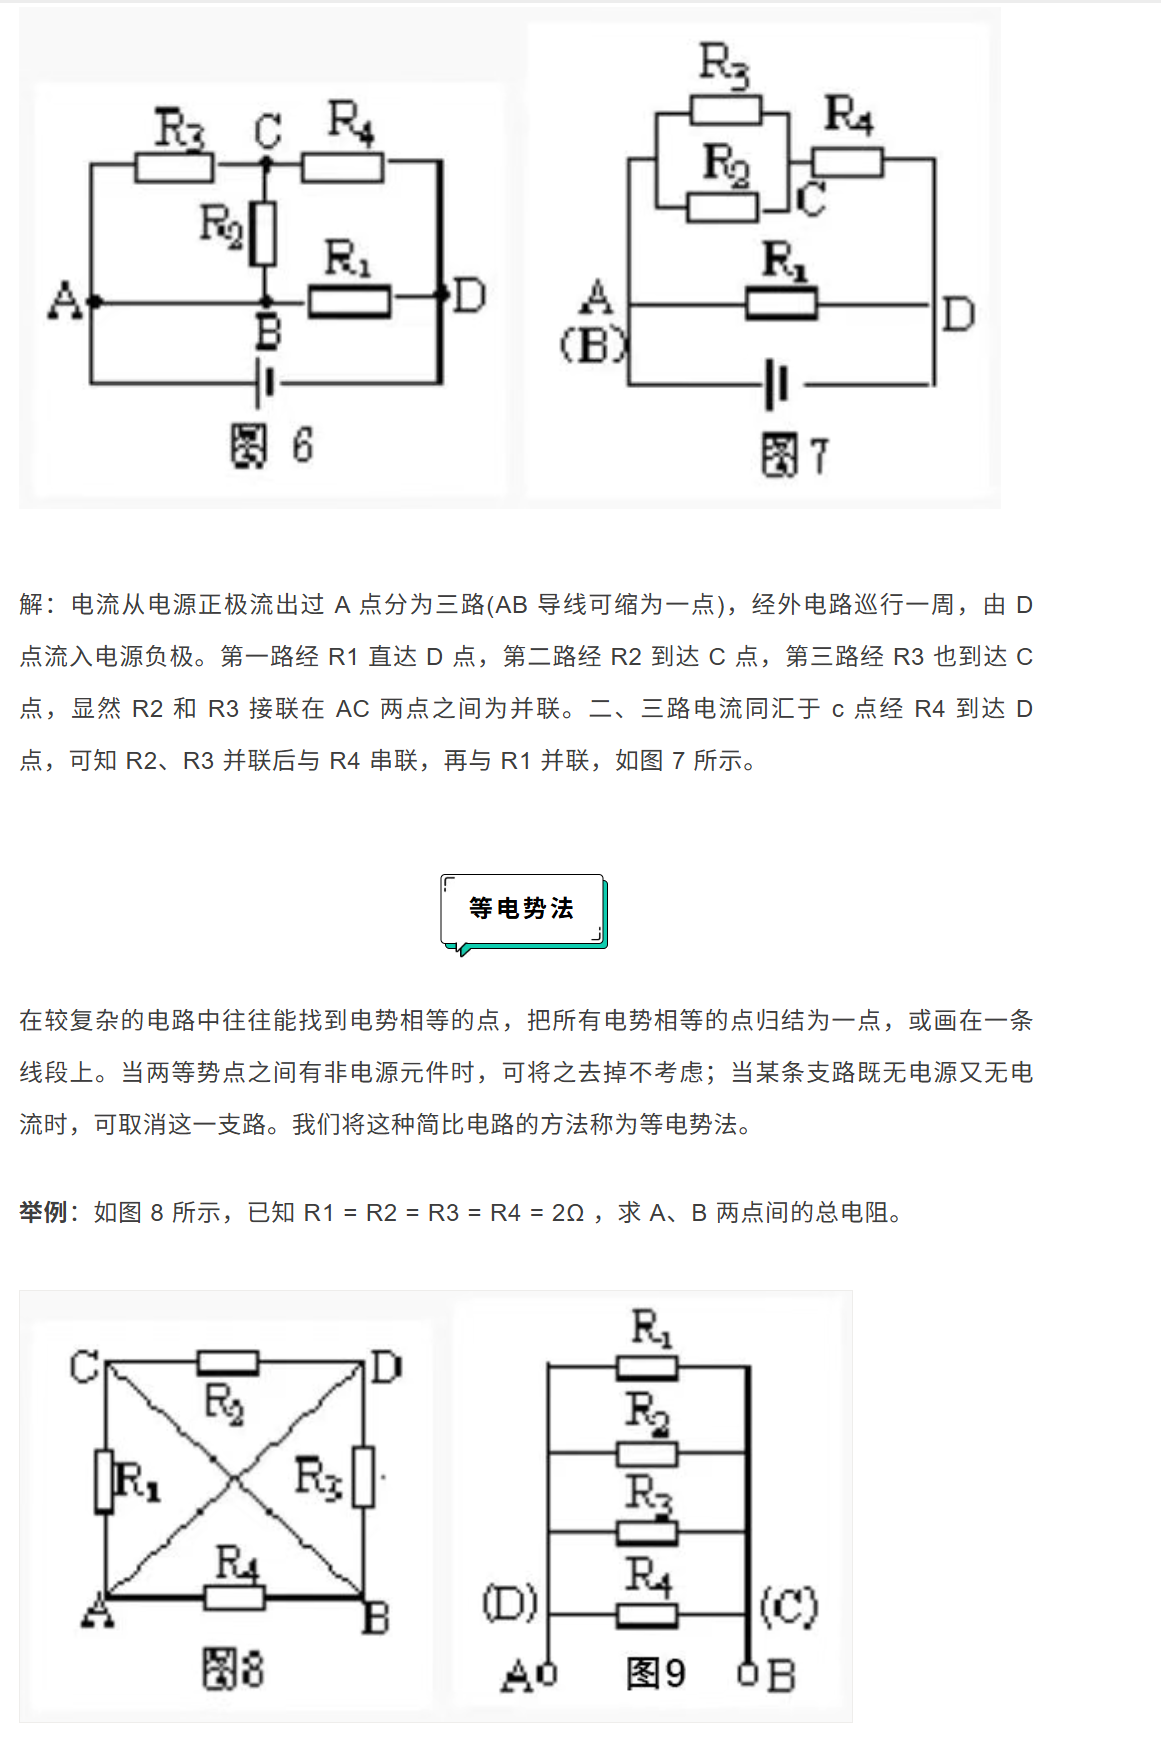 R3 C R4
R2
R1
A D
B
图 6
R3
R4
R2
C
R1
A
(B) D
图7
解：电流从电源正极流出过 A 点分为三路(AB 导线可缩为一点)，经外电路巡行一周，由 D
点流入电源负极。第一路经 R1 直达 D 点，第二路经 R2 到达 C 点，第三路经 R3 也到达 C
点，显然 R2 和 R3 接联在 AC 两点之间为并联。二、三路电流同汇于 c 点经 R4 到达 D
点，可知 R2、R3 并联后与 R4 串联，再与 R1 并联，如图 7 所示。
等电势法
在较复杂的电路中往往能找到电势相等的点，把所有电势相等的点归结为一点，或画在一条
线段上。当两等势点之间有非电源元件时，可将之去掉不考虑；当某条支路既无电源又无电
流时，可取消这一支路。我们将这种简比电路的方法称为等电势法。
举例：如图 8 所示，已知 R1 = R2 = R3 = R4 = 2Ω ，求 A、B 两点间的总电阻。
C D
R2
R1 R3
R4
A B
图8
R1
R2
R3
R4
(D) (C)
A 图9 B